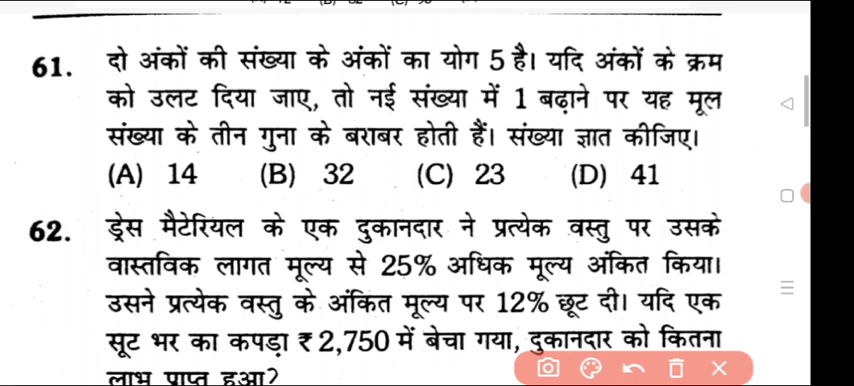 61. दो अंकों की संख्या के अंकों का योग 5 है। यदि अंकों के क्रम
को उलट दिया जाए, तो नई संख्या में 1 बढ़ाने पर यह मूल
संख्या के तीन गुना के बराबर होती हैं। संख्या ज्ञात कीजिए।
(A) 14 (B) 32 (C) 23 (D) 41
62. ड्रेस मैटेरियल के एक दुकानदार ने प्रत्येक वस्तु पर उसके
वास्तविक लागत मूल्य से 25% अधिक मूल्य अंकित किया।
उसने प्रत्येक वस्तु के अंकित मूल्य पर 12% छूट दी। यदि एक
सूट भर का कपड़ा ₹ 2,750 में बेचा गया, दुकानदार को कितना
लाभ प्राप्त हुआ?